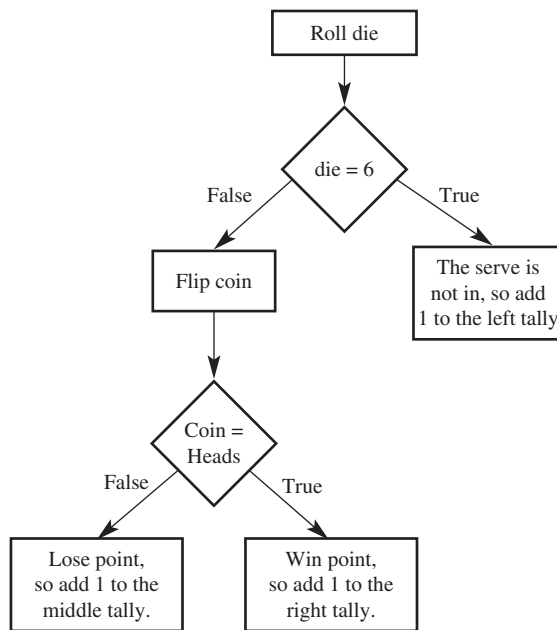 Roll die
die = 6
False
True
Flip coin
The serve is
not in, so add
1 to the left tally
Coin =
Heads
False
True
Lose point,
so add 1 to the
middle tally.
Win point,
so add 1 to the
right tally.